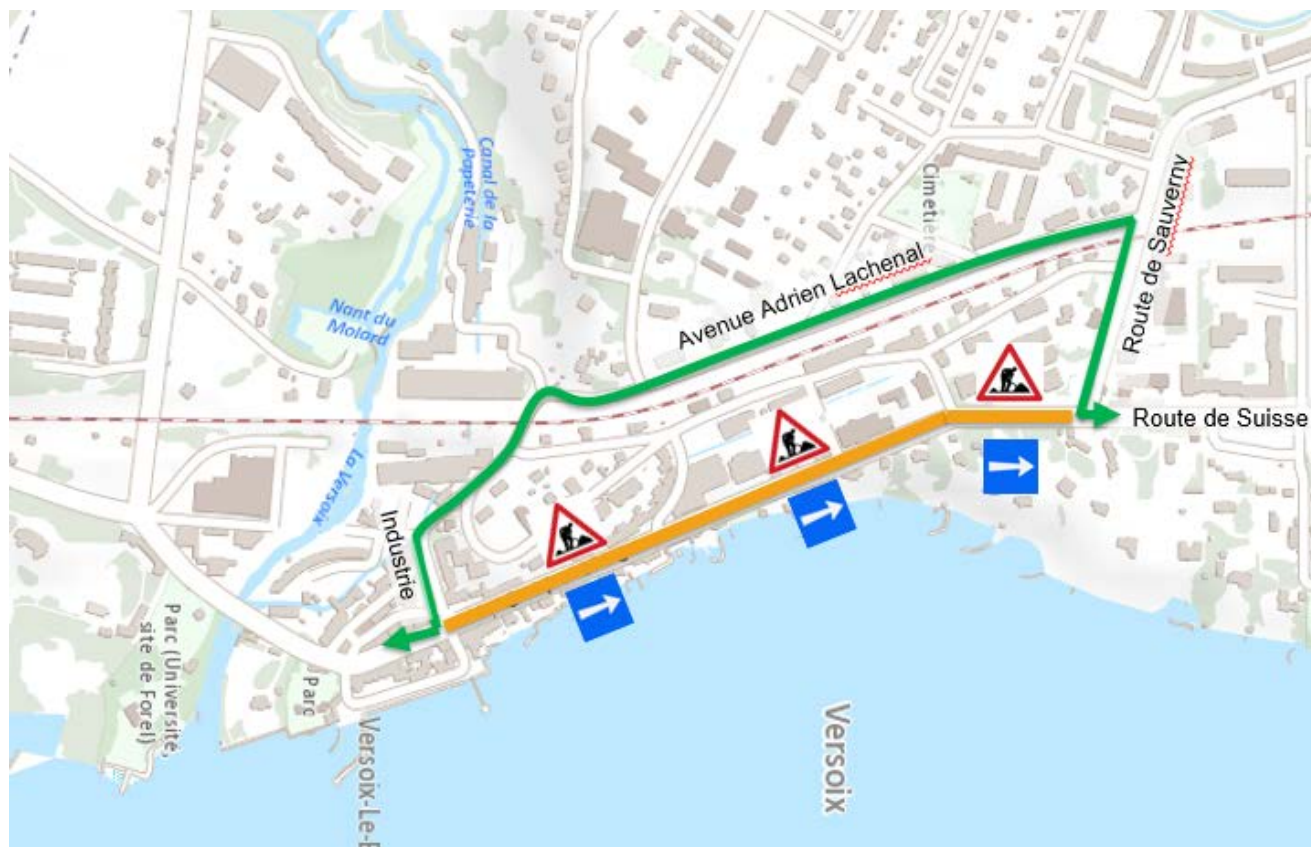 Canal de la
Papeterie
Cimetière
Route de Sauverny
Avenue Adrien Lachenal
Nant du
Molard
Route de Suisse
La Versoix
Industrie
Parc (Université,
site de Forel)
Parc
Versoix-Le-
Versoix